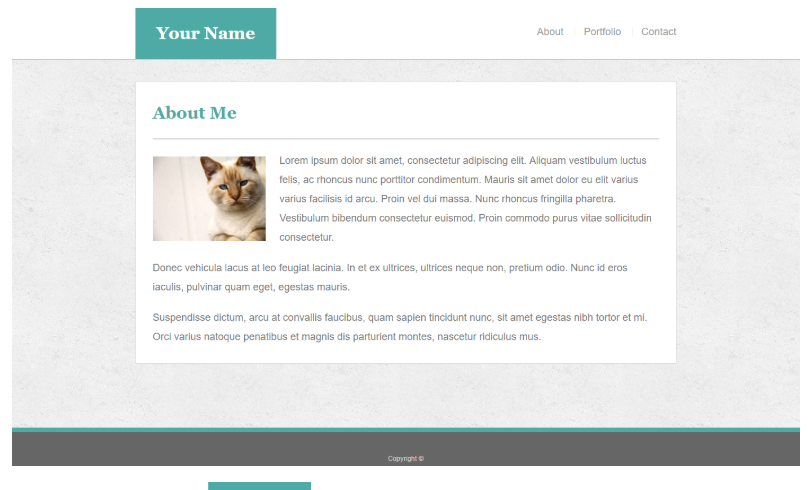 Your Name
About
Portfolio
Contact
About Me
Lorem ipsum dolor sit amet, consectetur adipiscing elit. Aliquam vestibulum luctus
felis, ac rhoncus nunc porttitor condimentum. Mauris sit amet dolor eu elit varius
varius facilisis id arcu. Proin vel dui massa. Nunc rhoncus fringilla pharetra.
Vestibulum bibendum consectetur euismod. Proin commodo purus vitae sollicitudin
consectetur.
Donec vehicula lacus at leo feugiat lacinia. In et ex ultrices, ultrices neque non, pretium odio. Nunc id eros
iaculis, pulvinar quam eget, egestas mauris.
Suspendisse dictum, arcu at convallis faucibus, quam sapien tincidunt nunc, sit amet egestas nibh tortor et mi.
Orci varius natoque penatibus et magnis dis parturient montes, nascetur ridiculus mus.
Copyright ©